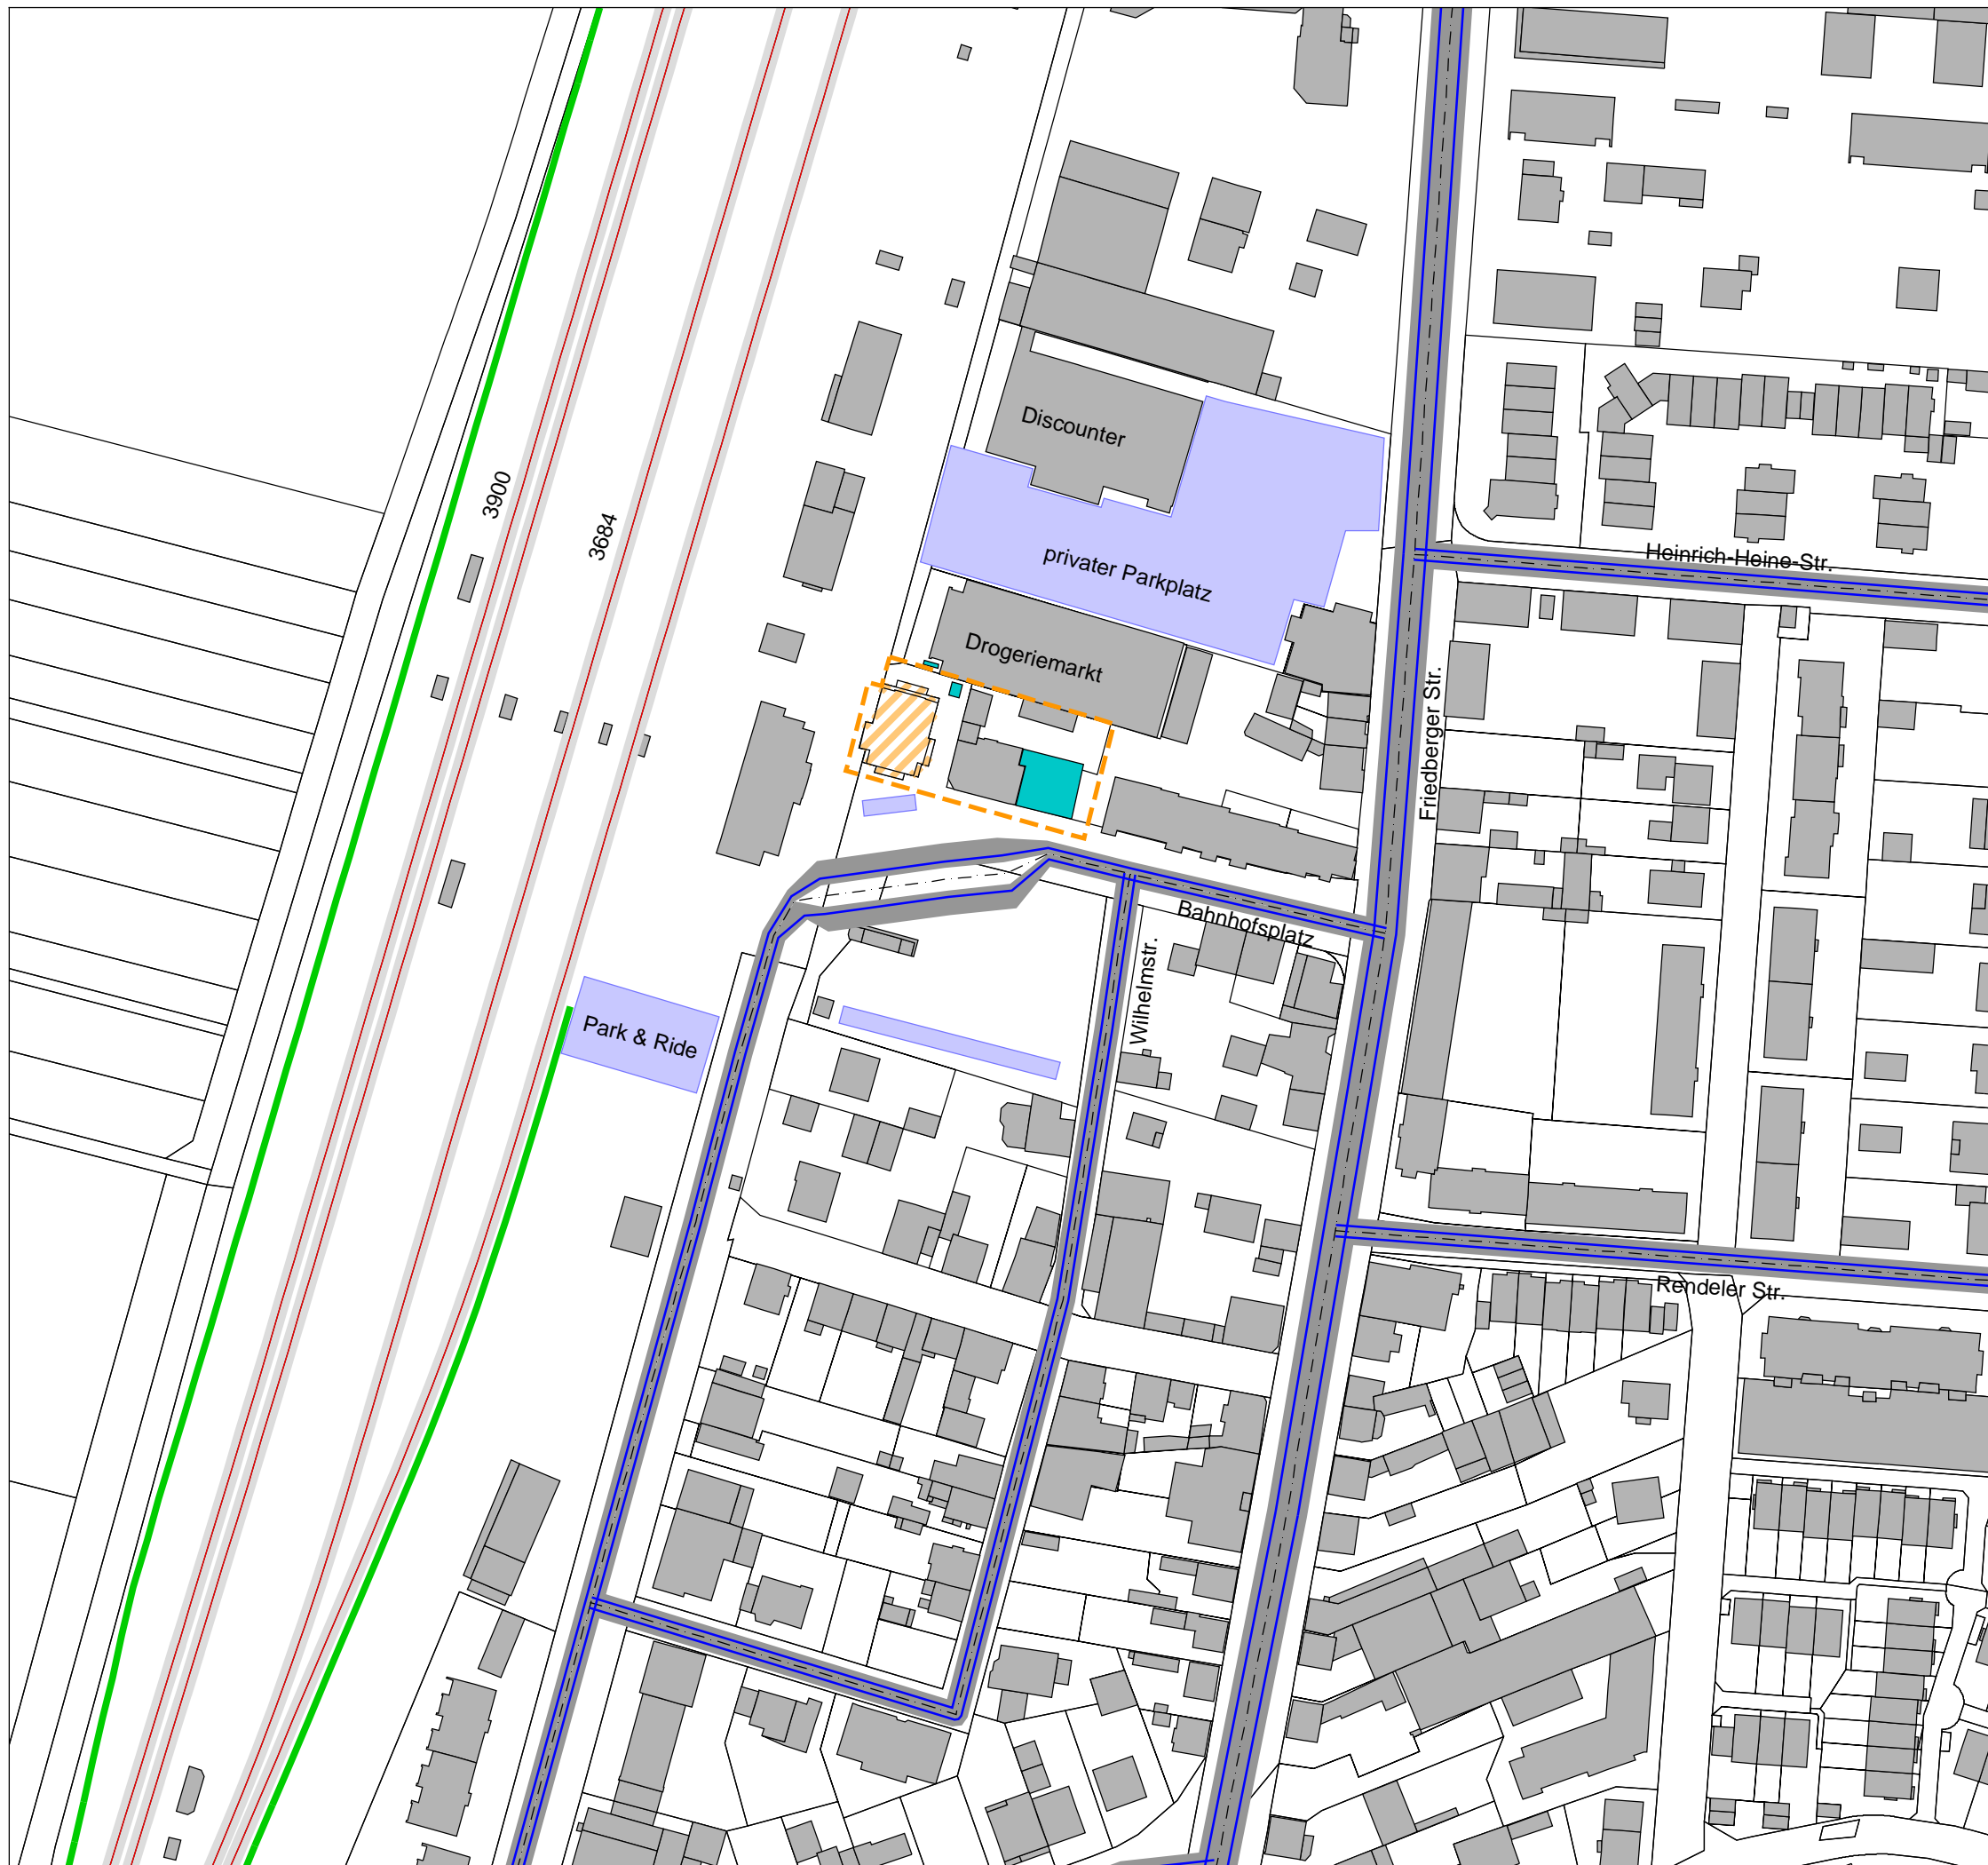 Discounter
3900
3684
privater Parkplatz
Heinrich-Heine-Str.
Drogeriemarkt
Friedberger Str.
Bahnhofsplatz
Wilhelmstr.
Park & Ride
Rendeler Str.